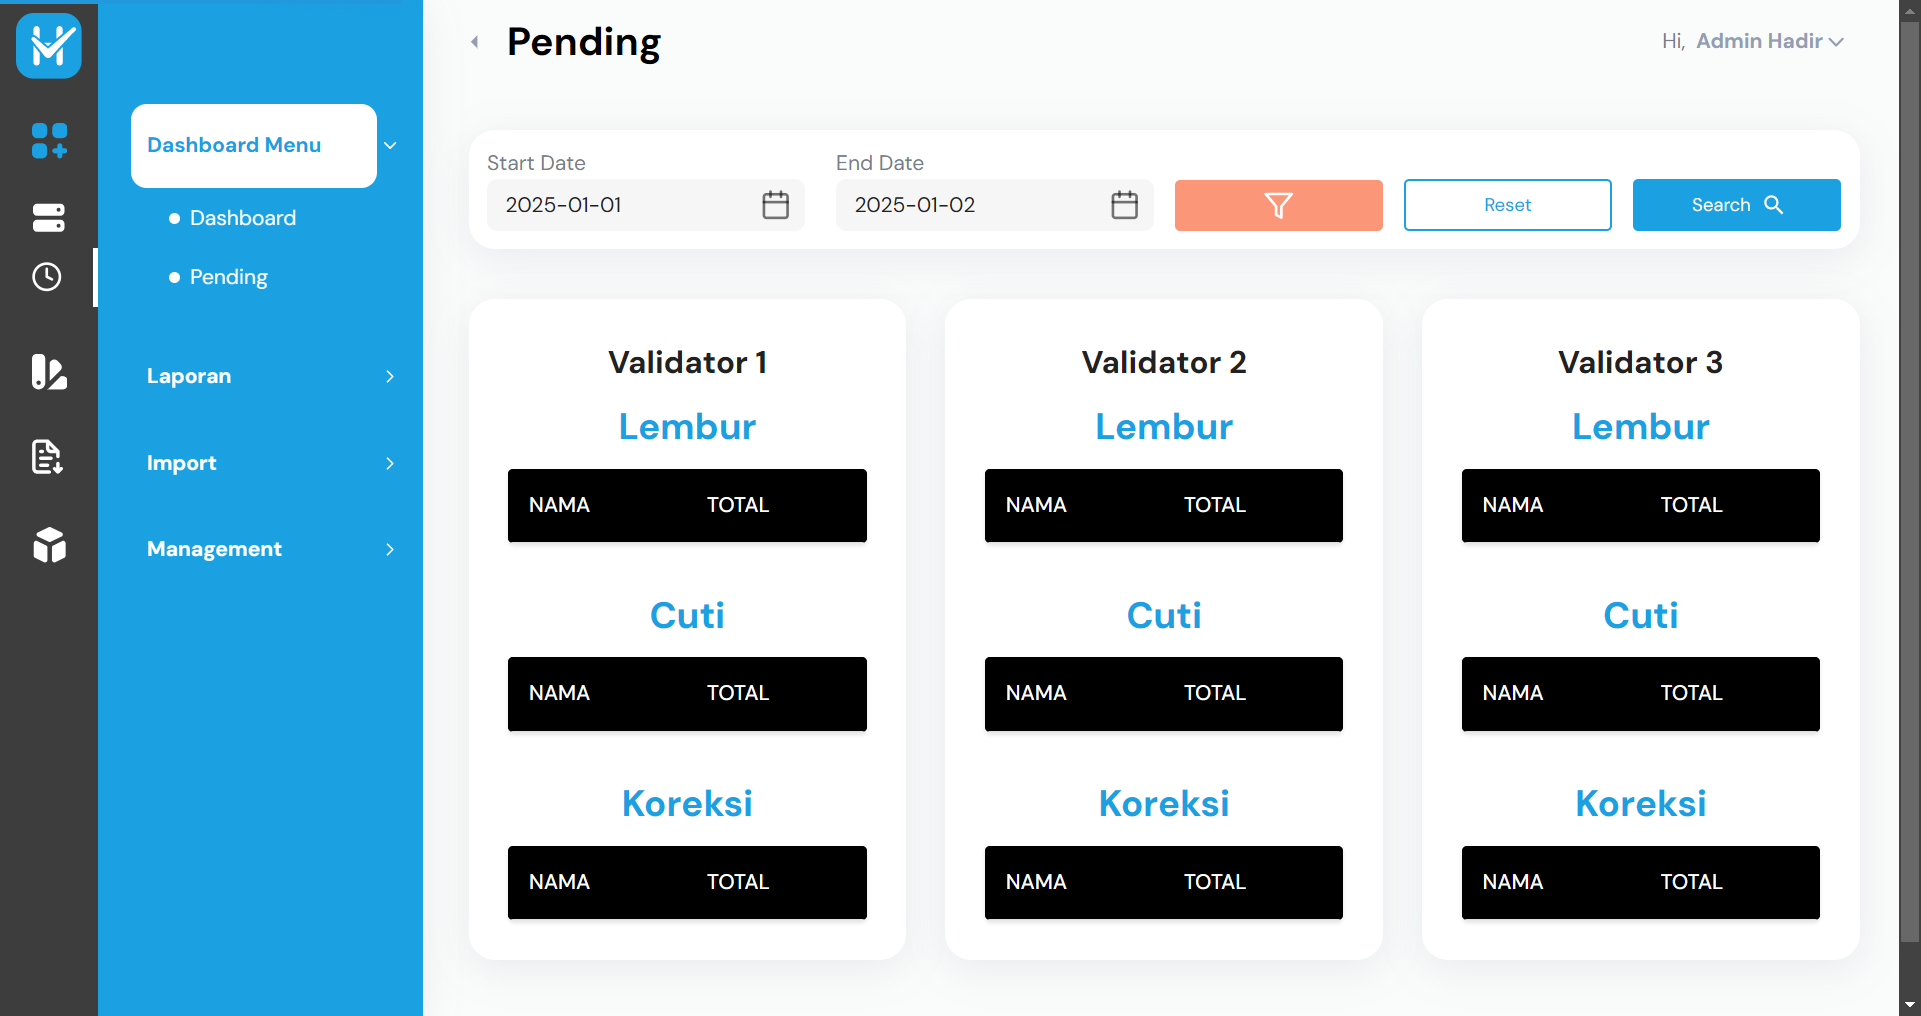 Pending
Hi, Admin Hadir
Dashboard Menu
Dashboard
Pending
Laporan
Import
Management
Start Date
2025-01-01
End Date
2025-01-02
Reset
Search
Validator 1
Lembur
NAMA TOTAL
Cuti
NAMA TOTAL
Koreksi
NAMA TOTAL
Validator 2
Lembur
NAMA TOTAL
Cuti
NAMA TOTAL
Koreksi
NAMA TOTAL
Validator 3
Lembur
NAMA TOTAL
Cuti
NAMA TOTAL
Koreksi
NAMA TOTAL